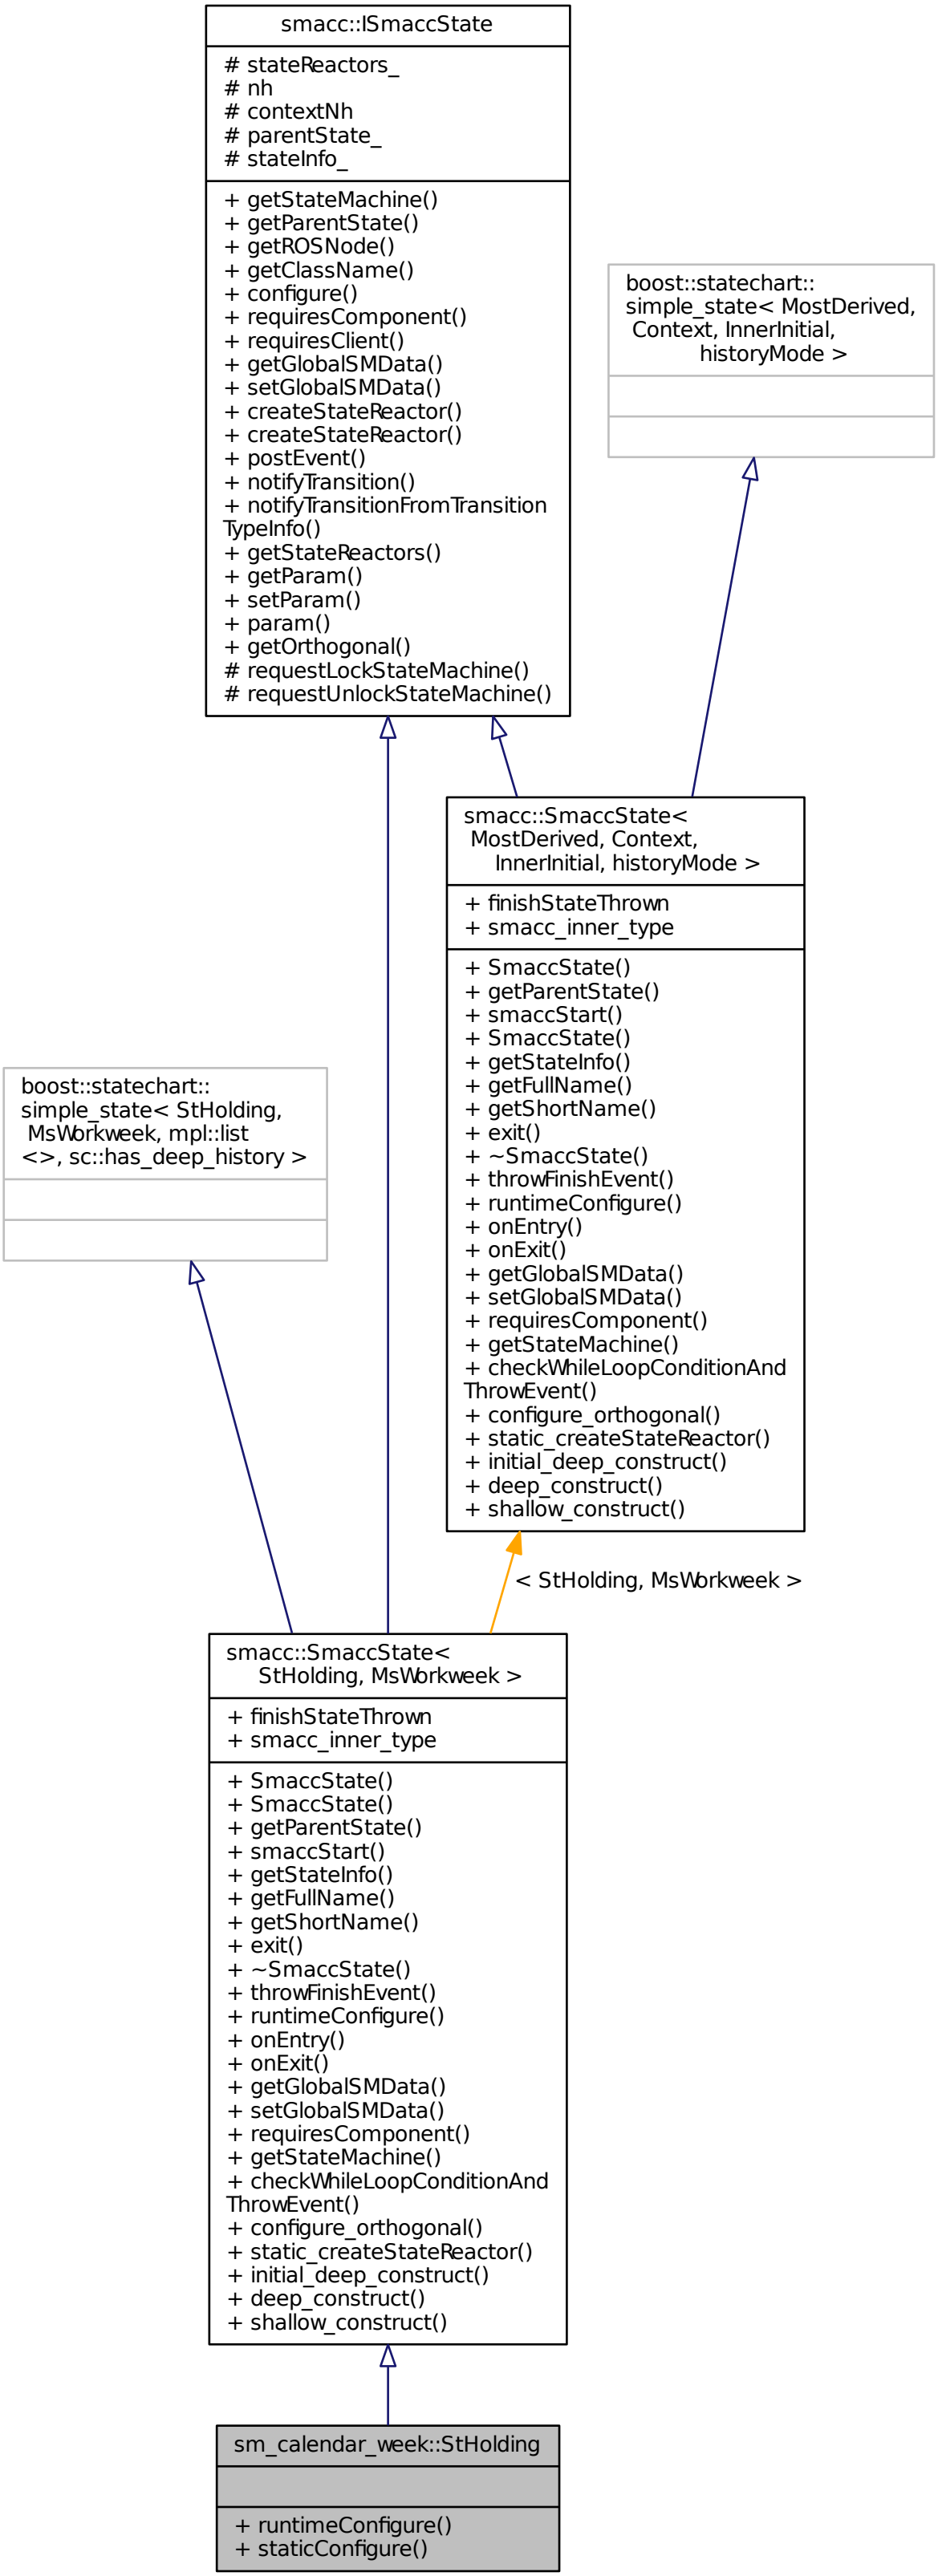 smacc::ISmaccState
# stateReactors_
# nh
# contextNh
# parentState_
# stateInfo_
+ getStateMachine()
+ getParentState()
+ getROSNode()
+ getClassName()
+ configure()
+ requiresComponent()
+ requiresClient()
+ getGlobalSMData()
+ setGlobalSMData()
+ createStateReactor()
+ createStateReactor()
+ postEvent()
+ notifyTransition()
+ notifyTransitionFromTransition
TypeInfo()
+ getStateReactors()
+ getParam()
+ setParam()
+ param()
+ getOrthogonal()
# requestLockStateMachine()
# requestUnlockStateMachine()
boost::statechart::
simple_state< MostDerived,
Context, InnerInitial,
historyMode >
smacc::SmaccState<
MostDerived, Context,
InnerInitial, historyMode >
+ finishStateThrown
+ smacc_inner_type
+ SmaccState()
+ getParentState()
+ smaccStart()
+ SmaccState()
+ getStateInfo()
+ getFullName()
+ getShortName()
+ exit()
+ ~SmaccState()
+ throwFinishEvent()
+ runtimeConfigure()
+ onEntry()
+ onExit()
+ getGlobalSMData()
+ setGlobalSMData()
+ requiresComponent()
+ getStateMachine()
+ checkWhileLoopConditionAnd
ThrowEvent()
+ configure_orthogonal()
+ static_createStateReactor()
+ initial_deep_construct()
+ deep_construct()
+ shallow_construct()
boost::statechart::
simple_state< StHolding,
MsWorkweek, mpl::list
<>, sc::has_deep_history >
< StHolding, MsWorkweek >
smacc::SmaccState<
StHolding, MsWorkweek >
+ finishStateThrown
+ smacc_inner_type
+ SmaccState()
+ SmaccState()
+ getParentState()
+ smaccStart()
+ getStateInfo()
+ getFullName()
+ getShortName()
+ exit()
+ ~SmaccState()
+ throwFinishEvent()
+ runtimeConfigure()
+ onEntry()
+ onExit()
+ getGlobalSMData()
+ setGlobalSMData()
+ requiresComponent()
+ getStateMachine()
+ checkWhileLoopConditionAnd
ThrowEvent()
+ configure_orthogonal()
+ static_createStateReactor()
+ initial_deep_construct()
+ deep_construct()
+ shallow_construct()
sm_calendar_week::StHolding
+ runtimeConfigure()
+ staticConfigure()